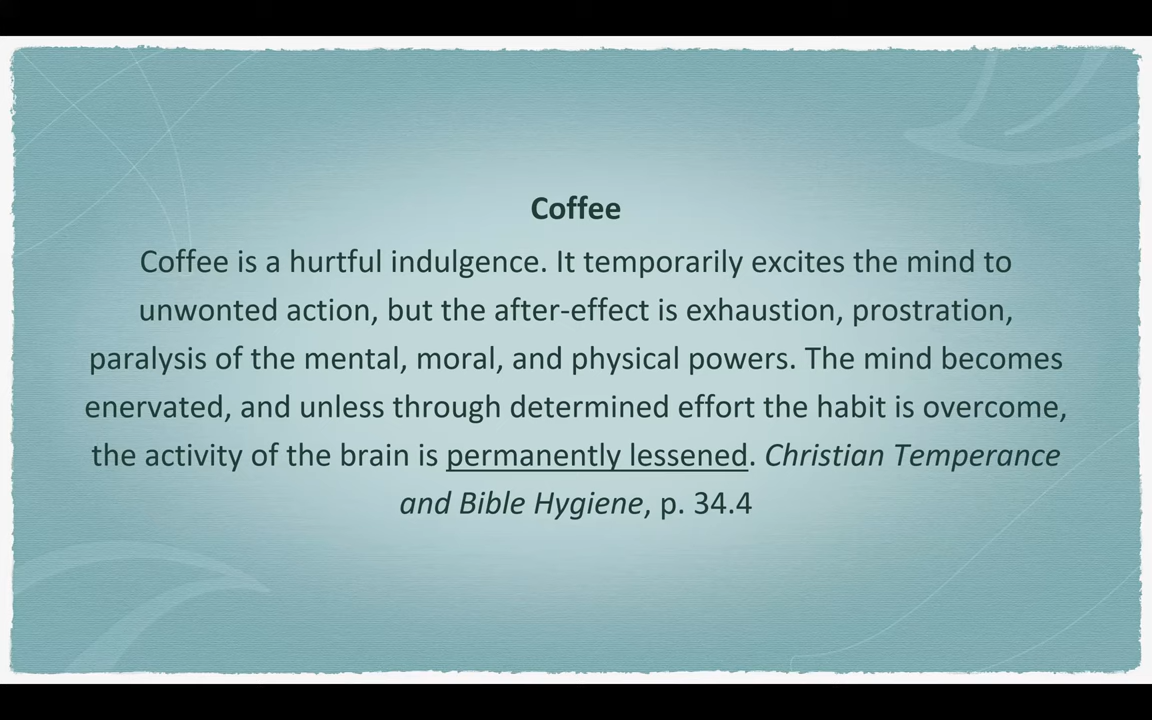 Coffee
Coffee is a hurtful indulgence. It temporarily excites the mind to
unwonted action, but the after-effect is exhaustion, prostration,
paralysis of the mental, moral, and physical powers. The mind becomes
enervated, and unless through determined effort the habit is overcome,
the activity of the brain is permanently lessened. Christian Temperance
and Bible Hygiene, p. 34.4